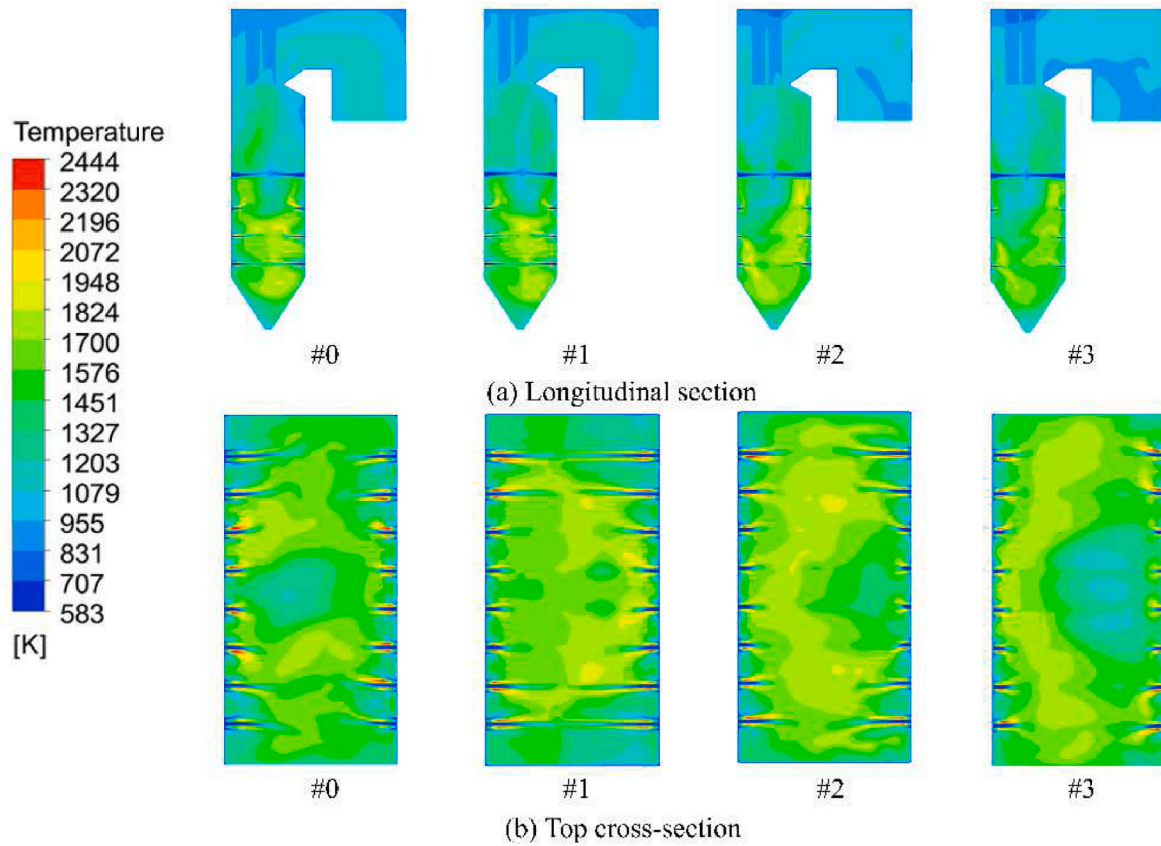 Temperature
2444
2320
2196
2072
1948
1824
1700
1576
1451
1327
1203
1079
955
831
707
583
[K]
#0 #1 #2 #3
(a) Longitudinal section
#0 #1 #2 #3
(b) Top cross-section